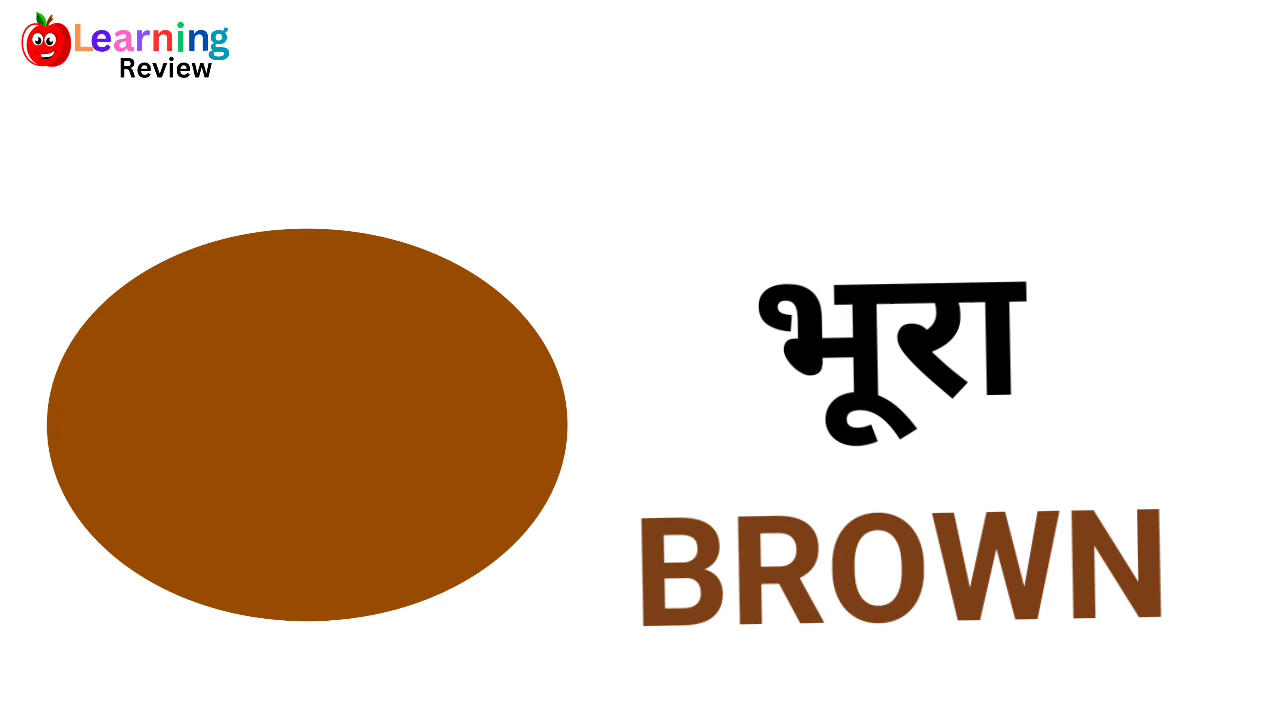 Learning
Review
भूरा
BROWN